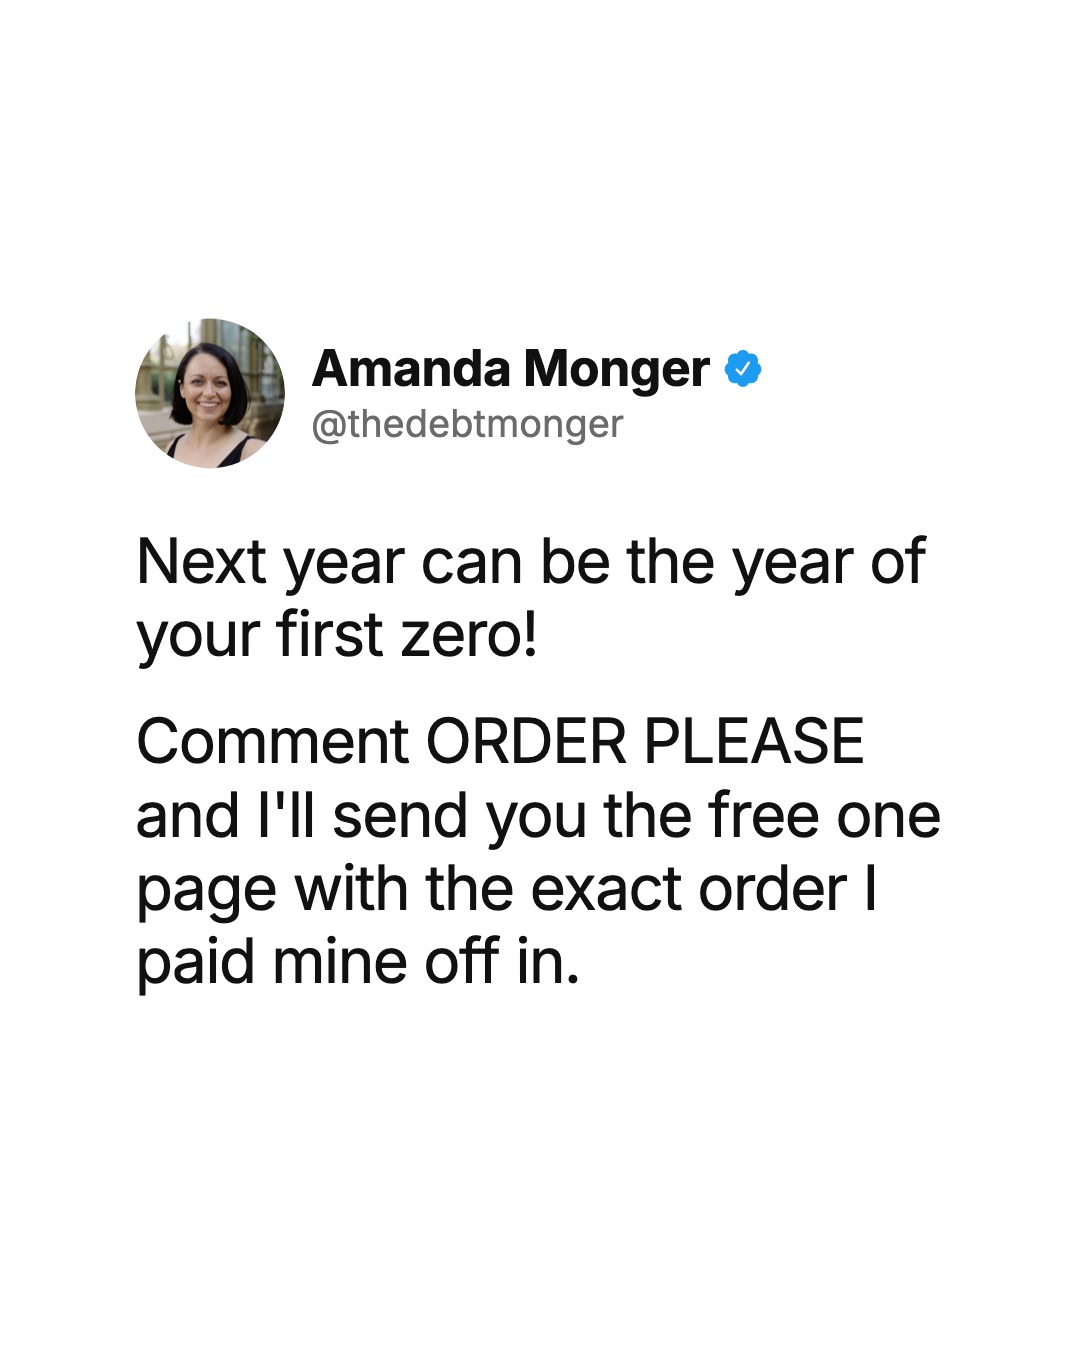 Amanda Monger
@thedebtmonger
Next year can be the year of
your first zero!
Comment ORDER PLEASE
and I'll send you the free one
page with the exact order I
paid mine off in.